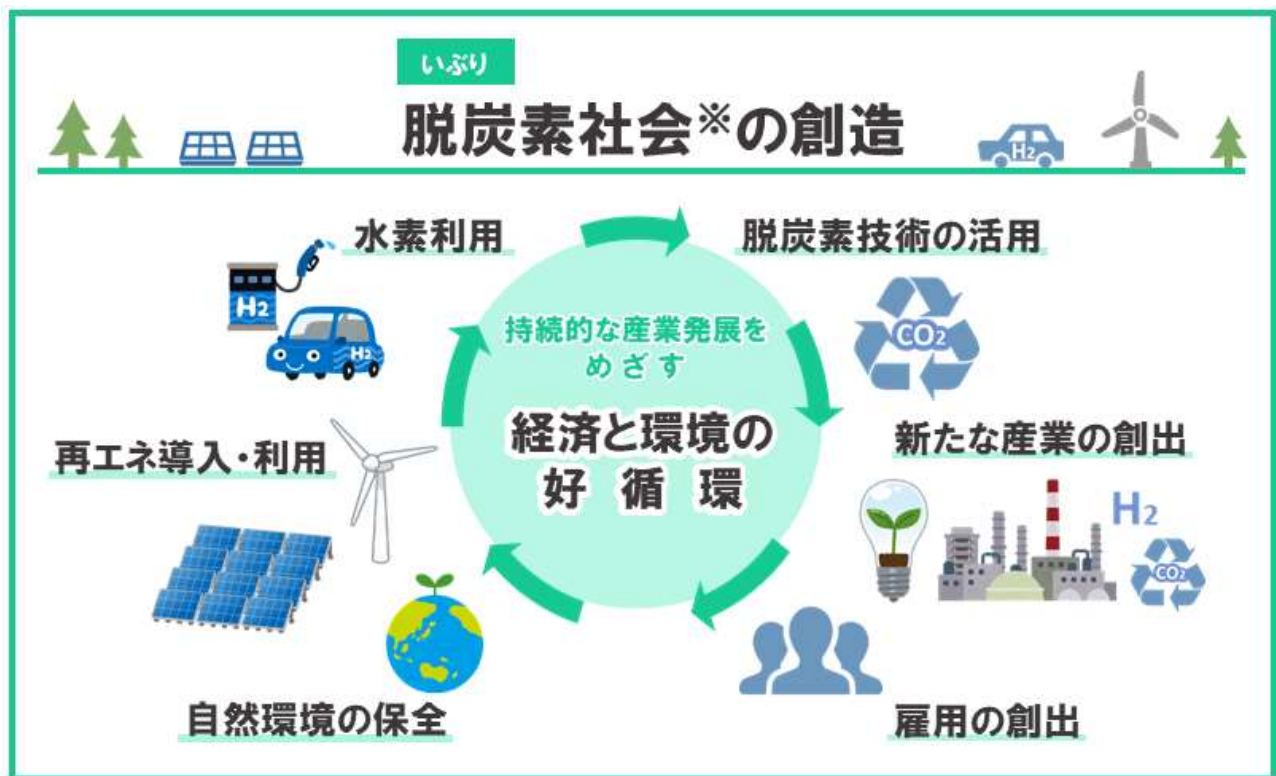 いぶり
脱炭素社会※の創造
H2
水素利用
脱炭素技術の活用
H2
H2
CO2
持続的な産業発展を
めざす
経済と環境の
好循環
再エネ導入・利用
新たな産業の創出
H2
CO2
自然環境の保全
雇用の創出